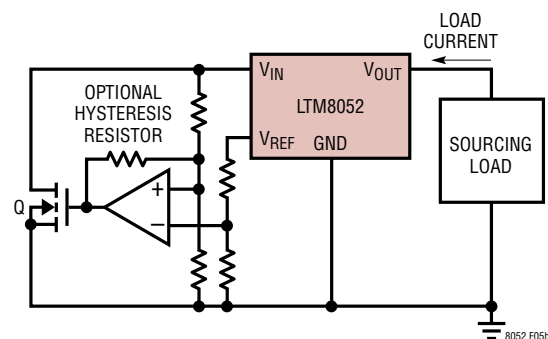 LOAD
CURRENT
VIN
VOUT
OPTIONAL
HYSTERESIS
RESISTOR
LTM8052
VREF
GND
SOURCING
LOAD
Q
+
–
8052 F05b